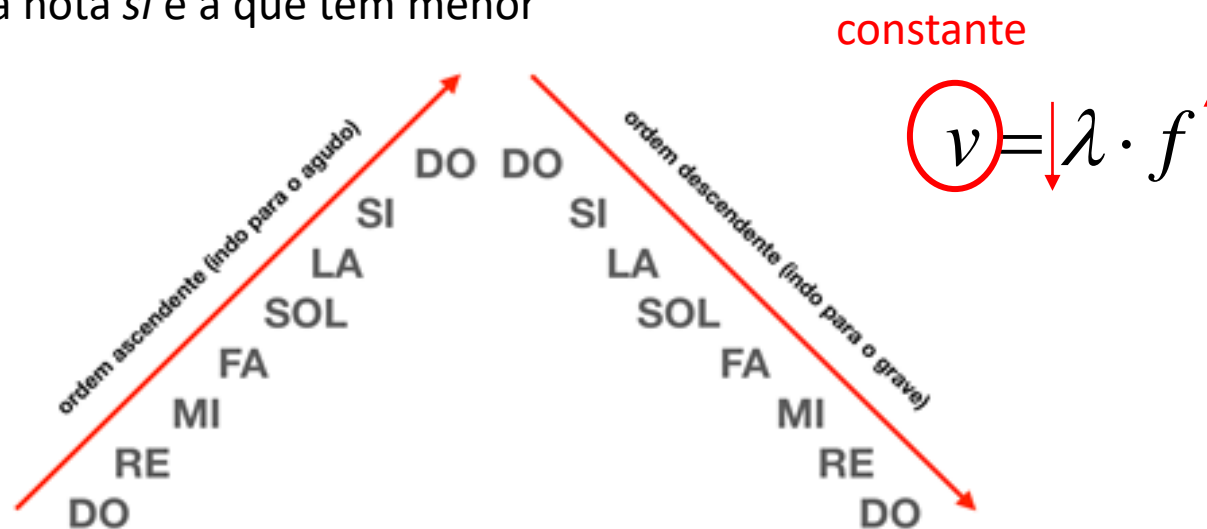 a nota si é a que tem menor
constante
v = λ · f
ordem ascendente (indo para o agudo)
DO
SI
LA
SOL
FA
MI
RE
DO
ordem descendente (indo para o grave)
DO
SI
LA
SOL
FA
MI
RE
DO